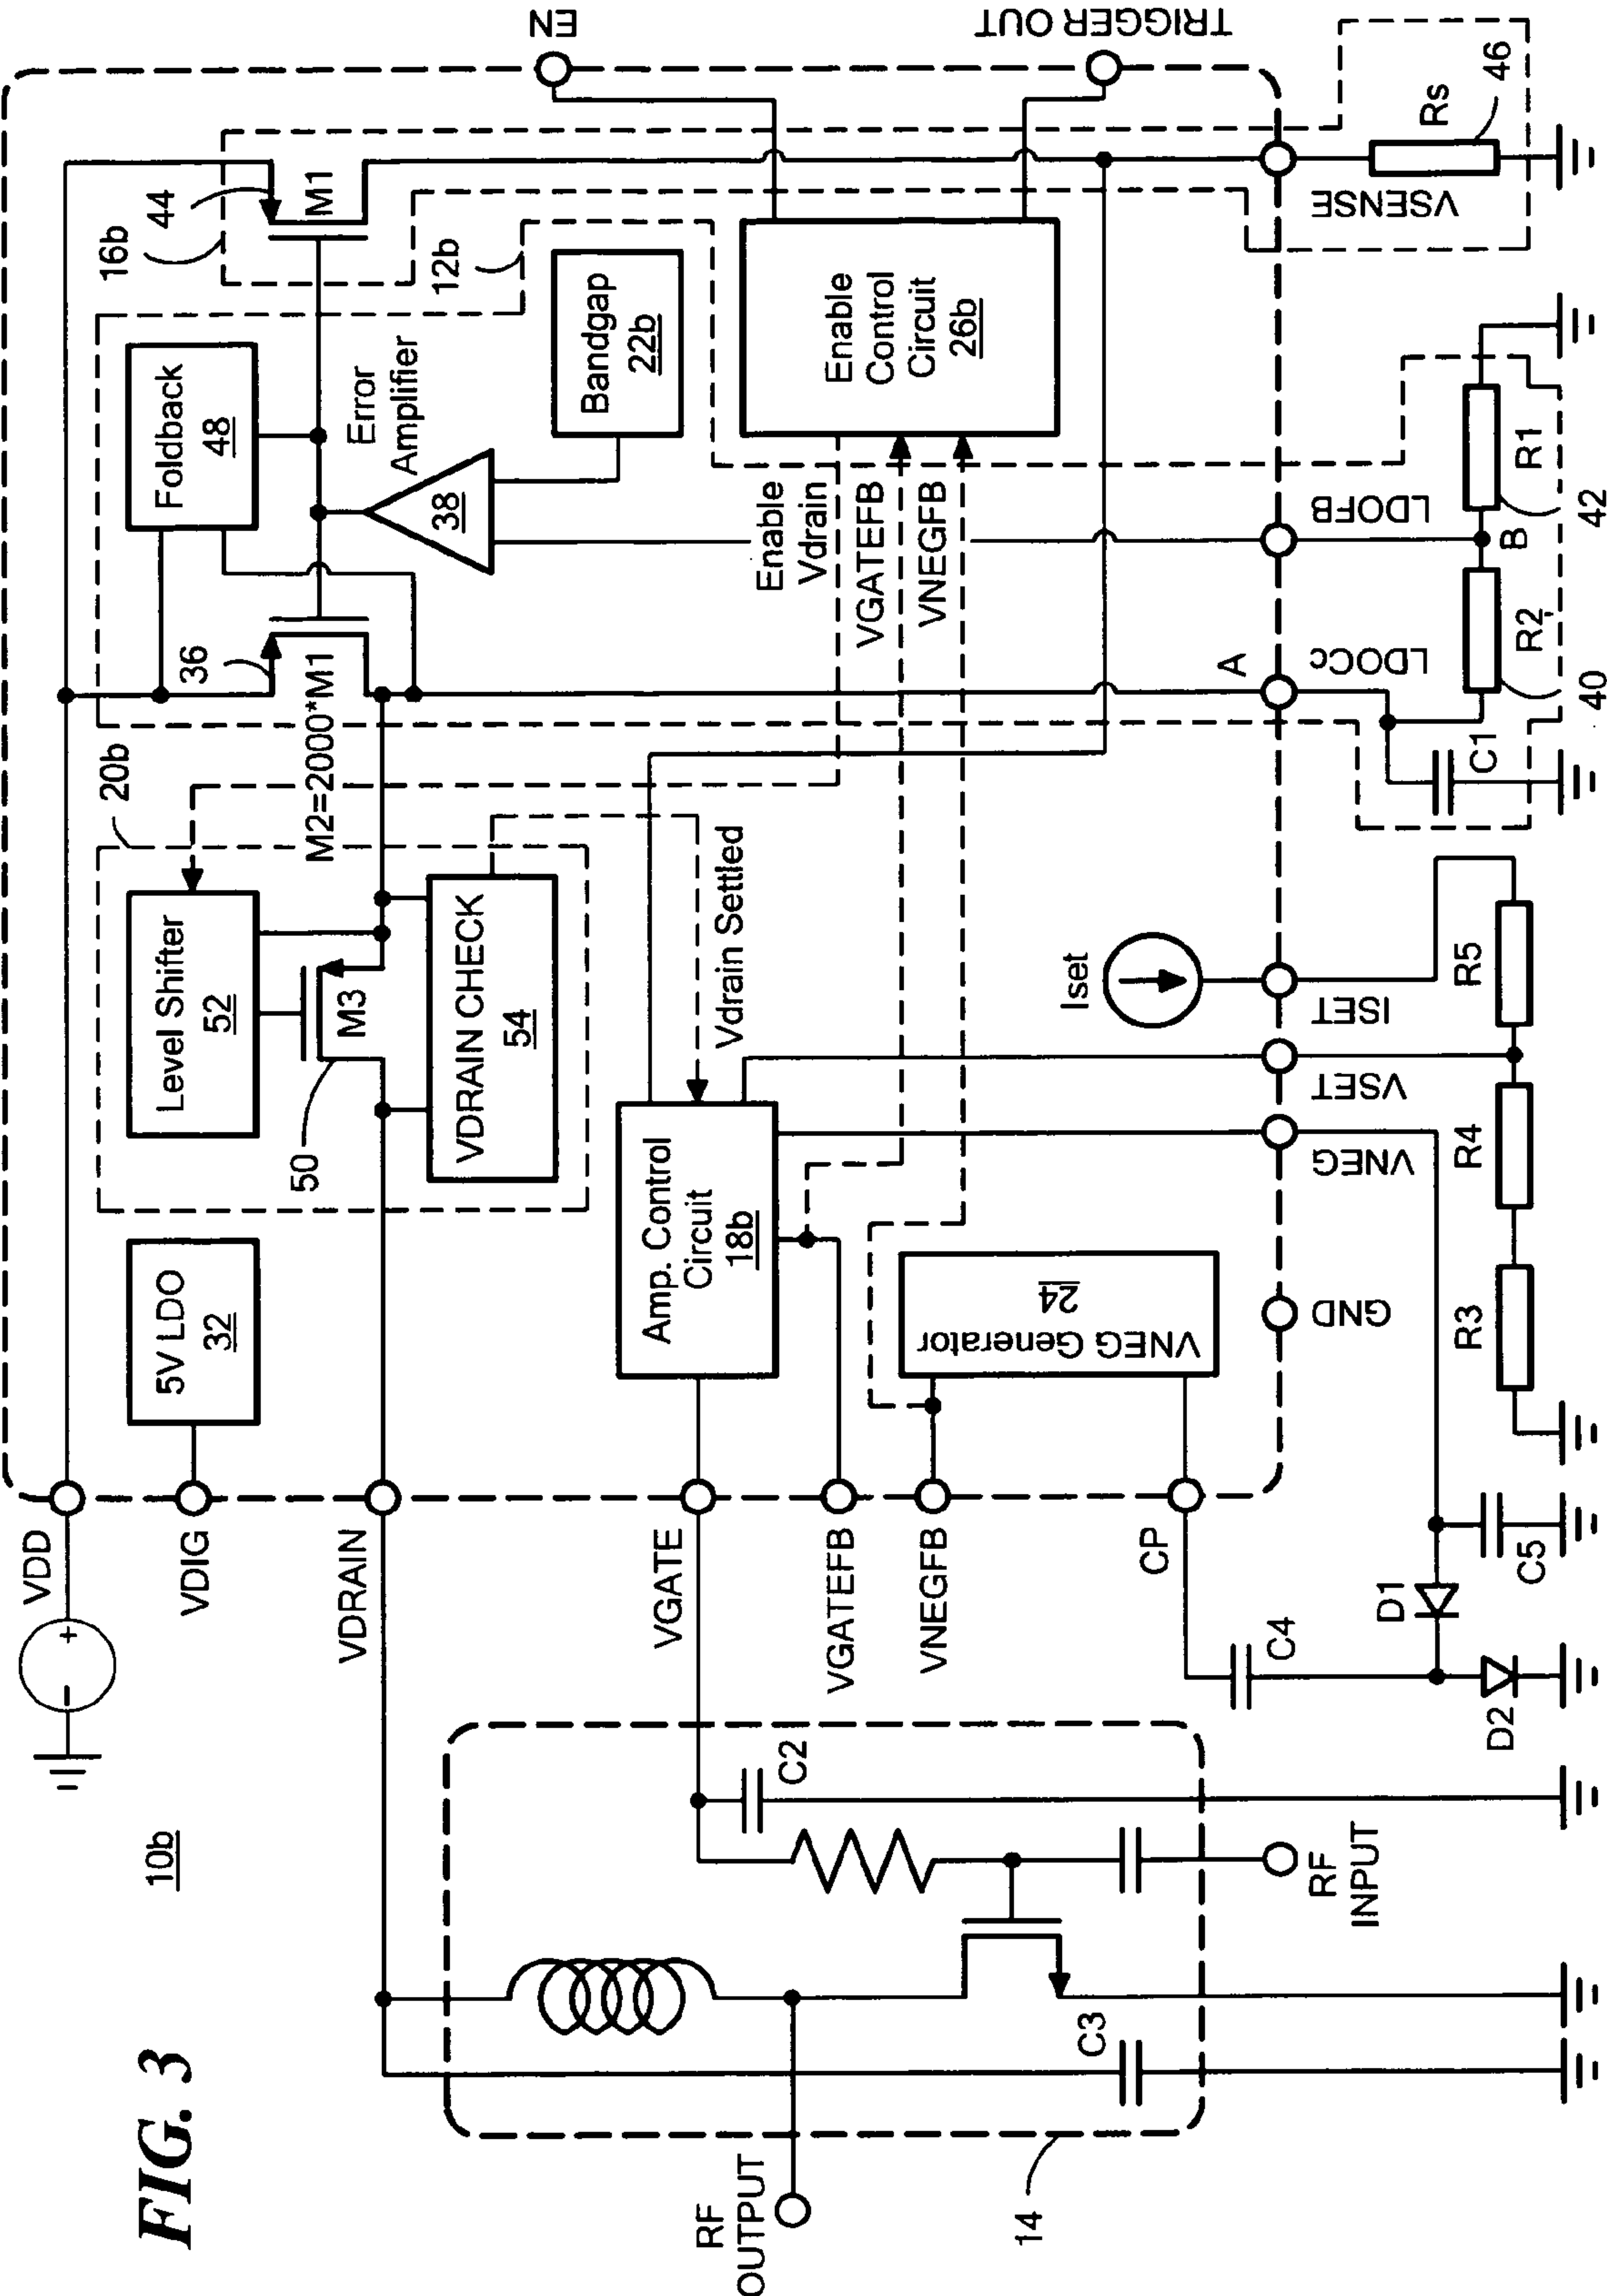 FIG. 3
10b
VDD
+
−
VDIG
VDRAIN
VGATE
VGATEFB
VNEGFB
CP
5V LDO
32
20b
Level Shifter
52
M3
50
VDRAIN CHECK
54
M2=2000*M1
36
Foldback
48
16b
44
M1
12b
Error
Amplifier
38
Bandgap
22b
Enable
Control
Circuit
26b
Enable
Vdrain
VGATEFB
VNEGFB
Vdrain Settled
Amp. Control
Circuit
18b
VNEG Generator
24
Iset
EN
TRIGGER OUT
GND
VNEG
VSET
ISET
A
LDOCc
LDOFB
VSENSE
Rs
46
R1
42
B
R2
40
C1
R5
R4
R3
C5
D1
D2
C4
C2
C3
RF
INPUT
RF
OUTPUT
14